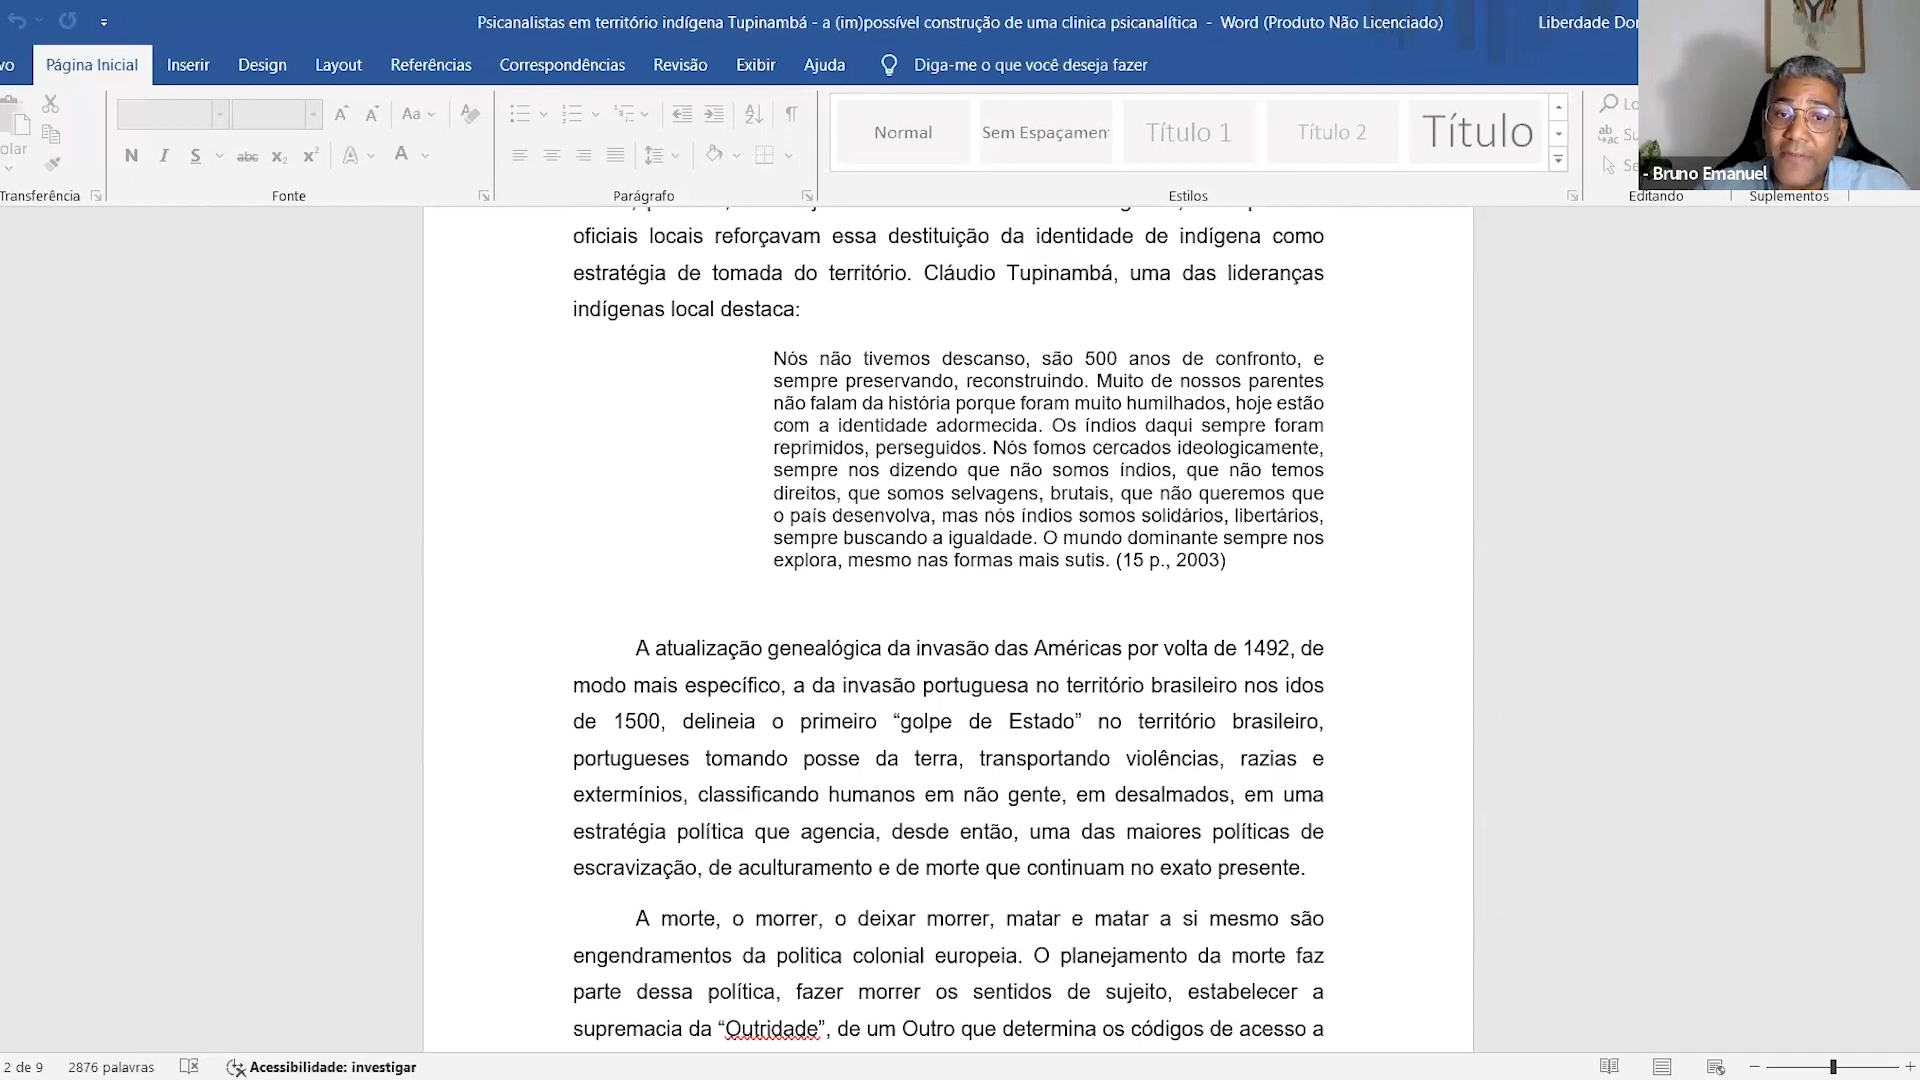 Psicanalistas em território indígena Tupinambá - a (im)possível construção de uma clinica psicanalítica - Word (Produto Não Licenciado)
Liberdade
Página Inicial
Inserir
Design
Layout
Referências
Correspondências
Revisão
Exibir
Ajuda
Diga-me o que você deseja fazer
Aa
N I S abc x₂ x² A A
Normal
Sem Espaçamen
Título 1
Título 2
Título
Transferência
Fonte
Parágrafo
Estilos
Editando
Suplementos
- Bruno Emanuel
oficiais locais reforçavam essa destituição da identidade de indígena como
estratégia de tomada do território. Cláudio Tupinambá, uma das lideranças
indígenas local destaca:
Nós não tivemos descanso, são 500 anos de confronto, e
sempre preservando, reconstruindo. Muito de nossos parentes
não falam da história porque foram muito humilhados, hoje estão
com a identidade adormecida. Os índios daqui sempre foram
reprimidos, perseguidos. Nós fomos cercados ideologicamente,
sempre nos dizendo que não somos índios, que não temos
direitos, que somos selvagens, brutais, que não queremos que
o país desenvolva, mas nós índios somos solidários, libertários,
sempre buscando a igualdade. O mundo dominante sempre nos
explora, mesmo nas formas mais sutis. (15 p., 2003)
A atualização genealógica da invasão das Américas por volta de 1492, de
modo mais específico, a da invasão portuguesa no território brasileiro nos idos
de 1500, delineia o primeiro “golpe de Estado” no território brasileiro,
portugueses tomando posse da terra, transportando violências, razias e
extermínios, classificando humanos em não gente, em desalmados, em uma
estratégia política que agencia, desde então, uma das maiores políticas de
escravização, de aculturamento e de morte que continuam no exato presente.
A morte, o morrer, o deixar morrer, matar e matar a si mesmo são
engendramentos da politica colonial europeia. O planejamento da morte faz
parte dessa política, fazer morrer os sentidos de sujeito, estabelecer a
supremacia da “Outridade”, de um Outro que determina os códigos de acesso a
2 de 9
2876 palavras
Acessibilidade: investigar